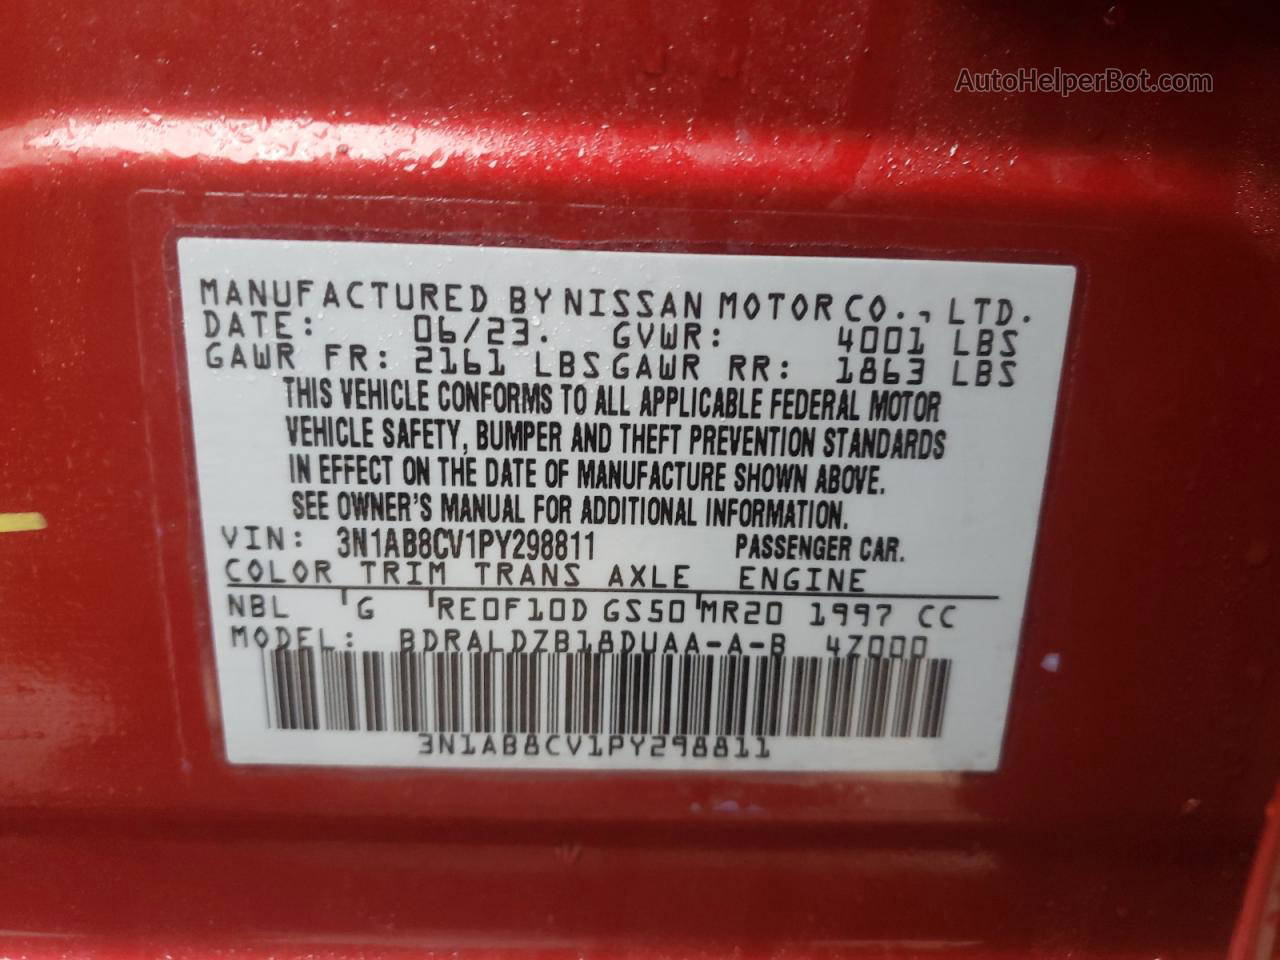 AutoHelperBot.com
MANUFACTURED BY NISSAN MOTOR CO., LTD.
DATE: 06/23. GVWR: 4001 LBS
GAWR FR: 2161 LBS GAWR RR: 1863 LBS
THIS VEHICLE CONFORMS TO ALL APPLICABLE FEDERAL MOTOR
VEHICLE SAFETY, BUMPER AND THEFT PREVENTION STANDARDS
IN EFFECT ON THE DATE OF MANUFACTURE SHOWN ABOVE.
SEE OWNER'S MANUAL FOR ADDITIONAL INFORMATION.
VIN: 3N1AB8CV1PY298811 PASSENGER CAR.
COLOR TRIM TRANS AXLE ENGINE
NBL G RE0F10D GS50 MR20 1997 CC
MODEL: BDRALDZB18DUAA-A-B 4Z000
3N1AB8CV1PY298811